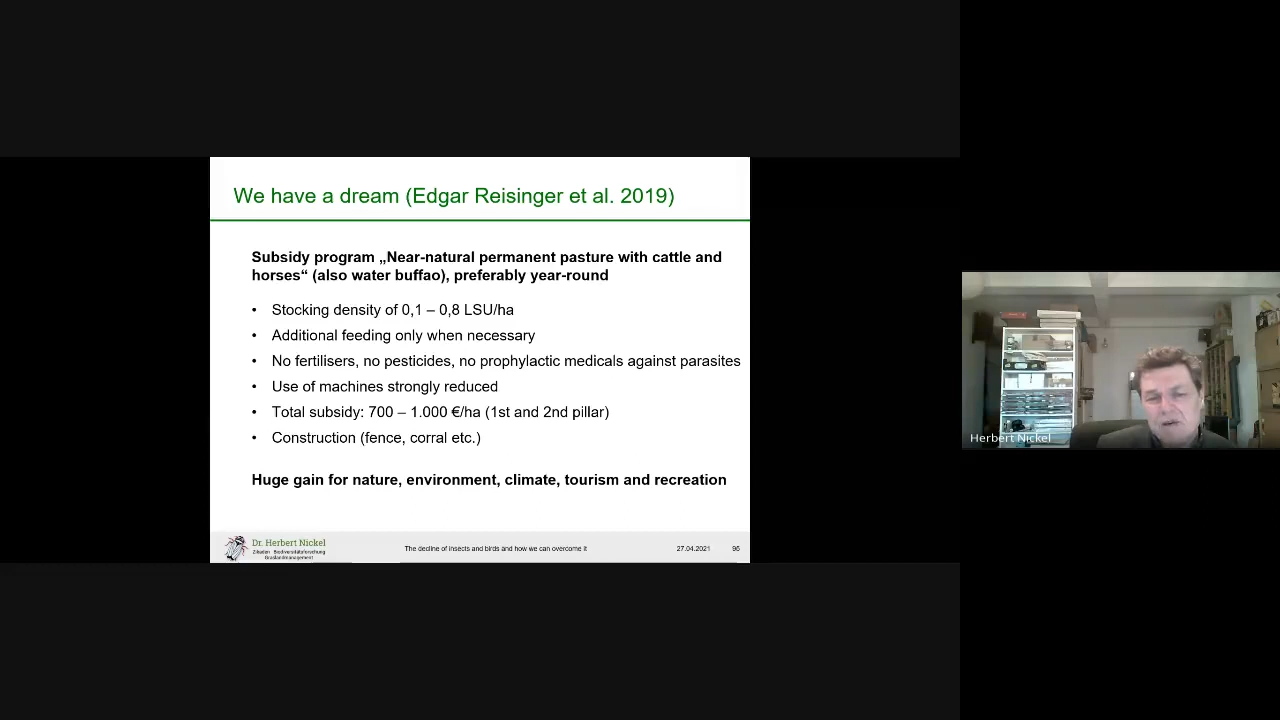 We have a dream (Edgar Reisinger et al. 2019)
Subsidy program „Near-natural permanent pasture with cattle and
horses“ (also water buffao), preferably year-round
• Stocking density of 0,1 – 0,8 LSU/ha
• Additional feeding only when necessary
• No fertilisers, no pesticides, no prophylactic medicals against parasites
• Use of machines strongly reduced
• Total subsidy: 700 – 1.000 €/ha (1st and 2nd pillar)
• Construction (fence, corral etc.)
Huge gain for nature, environment, climate, tourism and recreation
Dr. Herbert Nickel
Zikaden Biodiversitätsforschung
Graslandmanagement
The decline of insects and birds and how we can overcome it
27.04.2021
96
Herbert Nickel